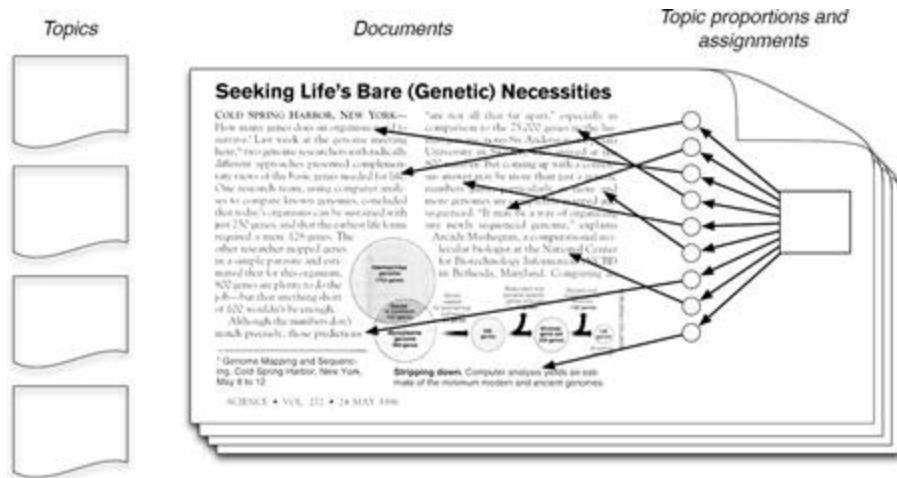 Topics
Documents
Topic proportions and
assignments
Seeking Life's Bare (Genetic) Necessities
COLD SPRING HARBOR, NEW YORK—
How many genes does an organism need to
survive? Last week at the genome meeting
here,* two genome researchers with radically
different approaches presented complemen-
tary views of the basic genes needed for life.
One research team, using computer analy-
ses to compare known genomes, concluded
that today's organisms can be sustained with
just 250 genes, and that the earliest life forms
required a mere 128 genes. The
other researcher mapped genes
in a simple parasite and esti-
mated that for this organism,
800 genes are plenty to do the
job—but that anything short
of 100 wouldn't be enough.
Although the numbers don't
match precisely, those predictions
* Genome Mapping and Sequenc-
ing, Cold Spring Harbor, New York,
May 8 to 12.
"are not all that far apart," especially in
comparison to the 75,000 genes in the hu-
University in
But coming up with a
answer may be more than just a
numbers particularly more and
more genomes are mapped and
sequenced. "It may be a way of organizing
any newly sequenced genome," explains
Arcady Mushegian, a computational mo-
lecular biologist at the National Center
for Biotechnology Information (NCBI)
in Bethesda, Maryland. Comparing
Haemophilus
genome
1703 genes
Mycoplasma
genome
469 genes
Stripping down. Computer analysis yields an esti-
mate of the minimum modern and ancient genomes.
SCIENCE • VOL. 272 • 24 MAY 1996